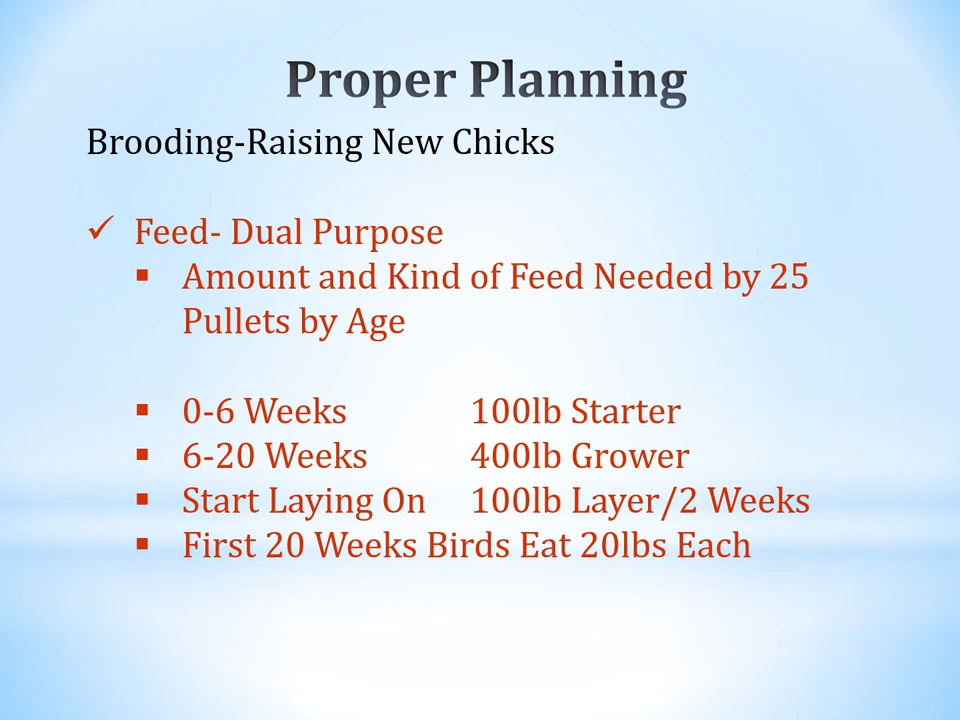 Proper Planning
Brooding-Raising New Chicks
✓ Feed- Dual Purpose
▪ Amount and Kind of Feed Needed by 25
Pullets by Age
▪ 0-6 Weeks 100lb Starter
▪ 6-20 Weeks 400lb Grower
▪ Start Laying On 100lb Layer/2 Weeks
▪ First 20 Weeks Birds Eat 20lbs Each